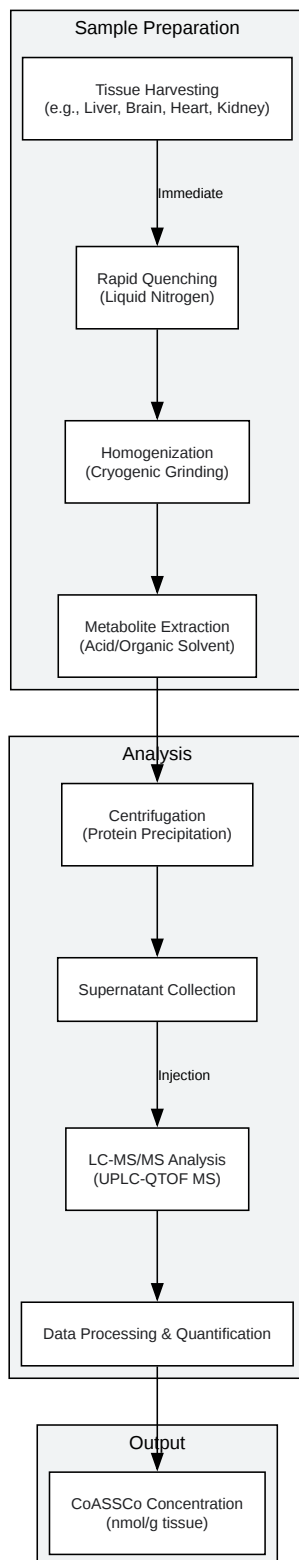 Sample Preparation
Tissue Harvesting
(e.g., Liver, Brain, Heart, Kidney)
Immediate
Rapid Quenching
(Liquid Nitrogen)
Homogenization
(Cryogenic Grinding)
Metabolite Extraction
(Acid/Organic Solvent)
Analysis
Centrifugation
(Protein Precipitation)
Supernatant Collection
Injection
LC-MS/MS Analysis
(UPLC-QTOF MS)
Data Processing & Quantification
Output
CoASSCo Concentration
(nmol/g tissue)